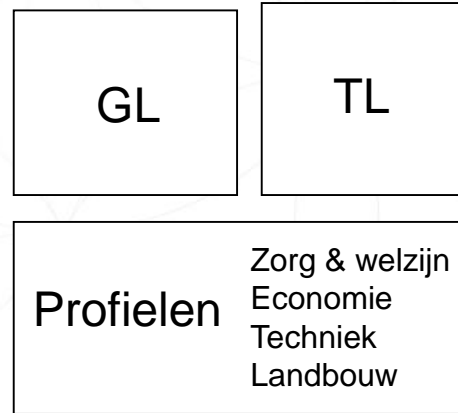 GL
TL
Profielen
Zorg & welzijn
Economie
Techniek
Landbouw